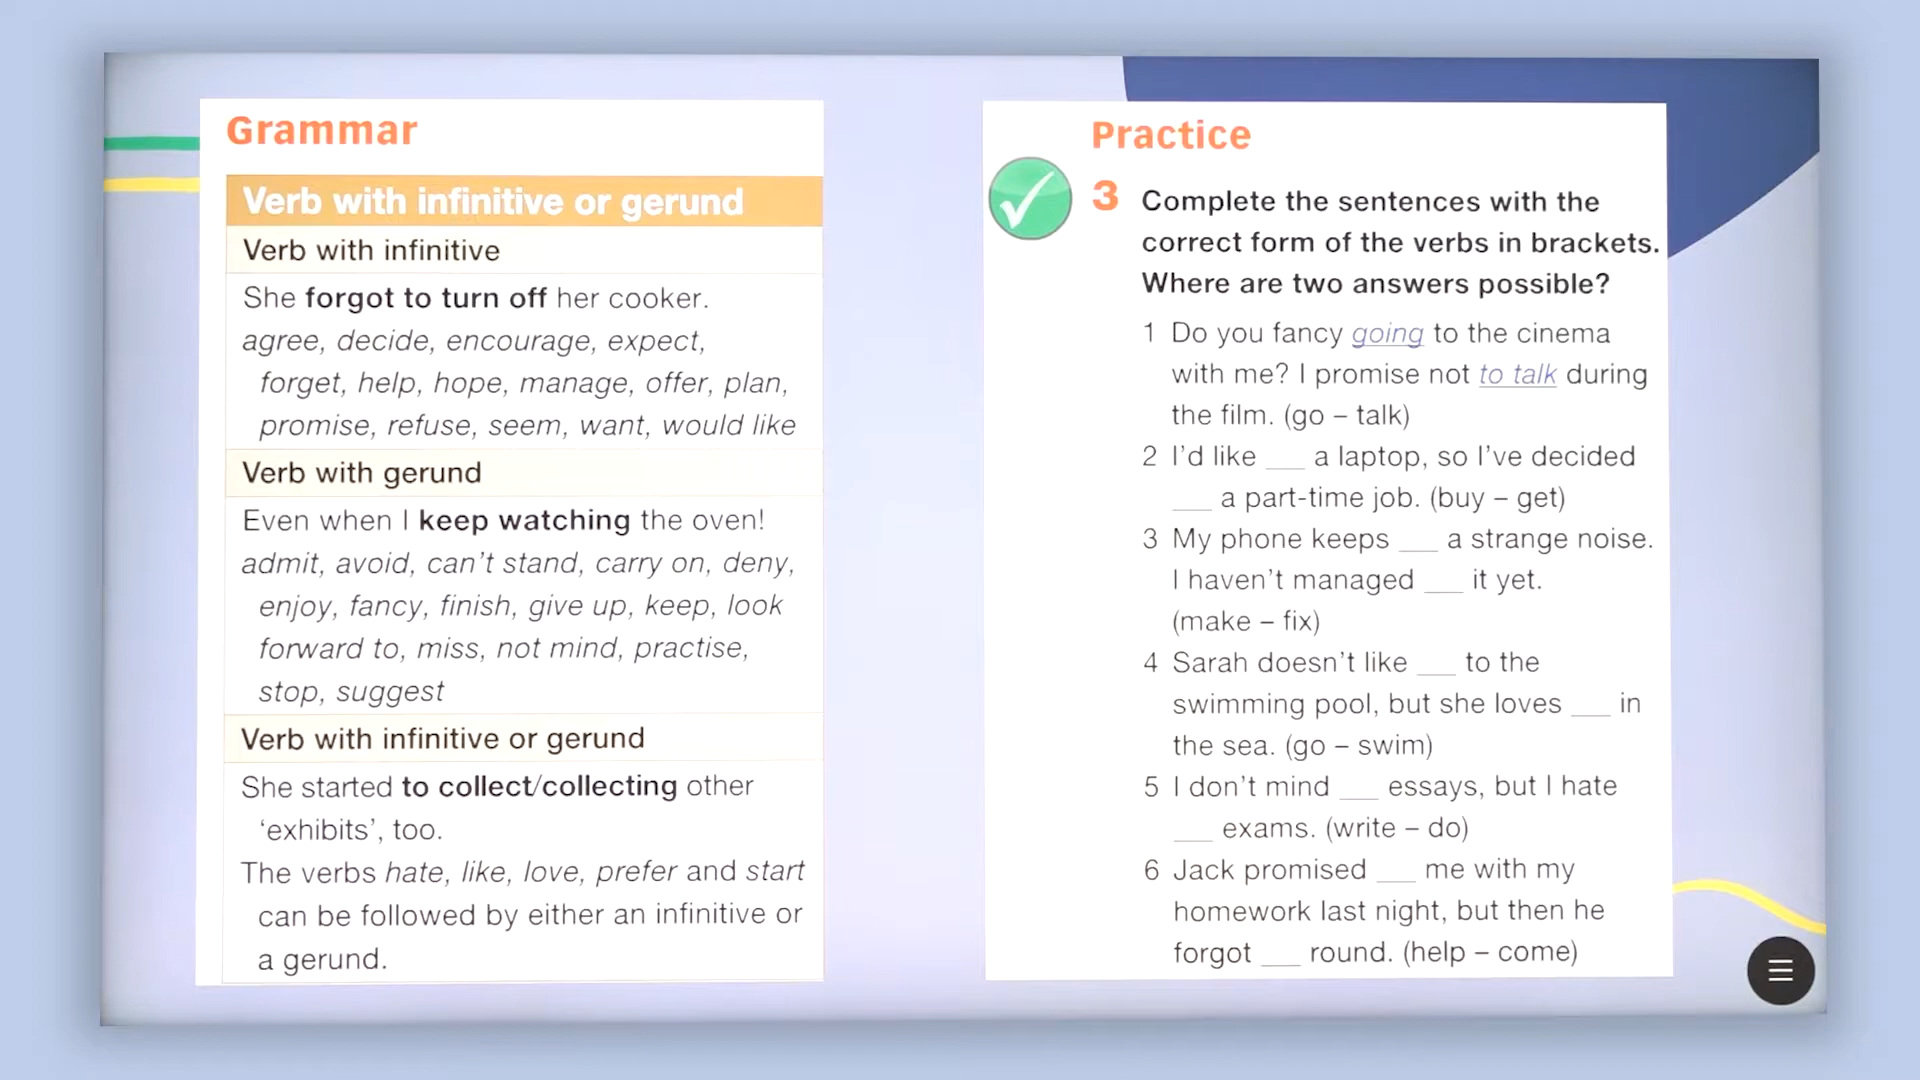 Grammar
Verb with infinitive or gerund
Verb with infinitive
She forgot to turn off her cooker.
agree, decide, encourage, expect,
forget, help, hope, manage, offer, plan,
promise, refuse, seem, want, would like
Verb with gerund
Even when I keep watching the oven!
admit, avoid, can't stand, carry on, deny,
enjoy, fancy, finish, give up, keep, look
forward to, miss, not mind, practise,
stop, suggest
Verb with infinitive or gerund
She started to collect/collecting other
'exhibits', too.
The verbs hate, like, love, prefer and start
can be followed by either an infinitive or
a gerund.
Practice
3 Complete the sentences with the
correct form of the verbs in brackets.
Where are two answers possible?
1 Do you fancy going to the cinema
with me? I promise not to talk during
the film. (go – talk)
2 I'd like ___ a laptop, so I've decided
___ a part-time job. (buy – get)
3 My phone keeps ___ a strange noise.
I haven't managed ___ it yet.
(make – fix)
4 Sarah doesn't like ___ to the
swimming pool, but she loves ___ in
the sea. (go – swim)
5 I don't mind ___ essays, but I hate
___ exams. (write – do)
6 Jack promised ___ me with my
homework last night, but then he
forgot ___ round. (help – come)